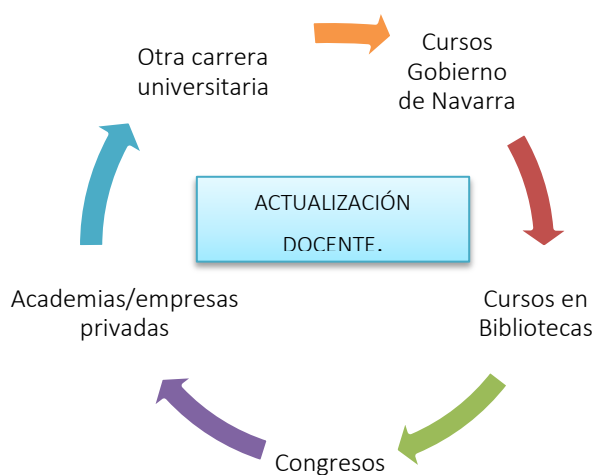 Otra carrera
universitaria
Cursos
Gobierno
de Navarra
ACTUALIZACIÓN
DOCENTE.
Academias/empresas
privadas
Cursos en
Bibliotecas
Congresos